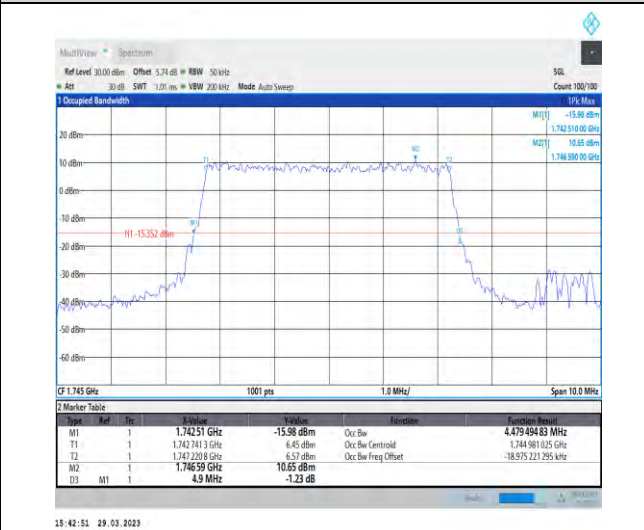 MultiView Spectrum
Ref Level 30.00 dBm Offset 5.74 dB RBW 50 kHz SGL
Att 30 dB SWT 1.01 ms VBW 200 kHz Mode Auto Sweep Count 100/100
1 Occupied Bandwidth 1Pk Max
M1[1] -15.98 dBm
1.742 510 00 GHz
M2[1] 10.65 dBm
1.746 590 00 GHz
20 dBm
M2
T1 T2
10 dBm
0 dBm
-10 dBm
M1
H1 -15.352 dBm
D3
-20 dBm
-30 dBm
-40 dBm
-50 dBm
-60 dBm
CF 1.745 GHz 1001 pts 1.0 MHz/ Span 10.0 MHz
2 Marker Table
Type Ref Trc X-Value Y-Value Function Function Result
M1 1 1.742 51 GHz -15.98 dBm Occ Bw 4.479 494 83 MHz
T1 1 1.742 741 3 GHz 6.45 dBm Occ Bw Centroid 1.744 981 025 GHz
T2 1 1.747 220 8 GHz 6.57 dBm Occ Bw Freq Offset -18.975 221 295 kHz
M2 1 1.746 59 GHz 10.65 dBm
D3 M1 1 4.9 MHz -1.23 dB
15:42:51 29.03.2023